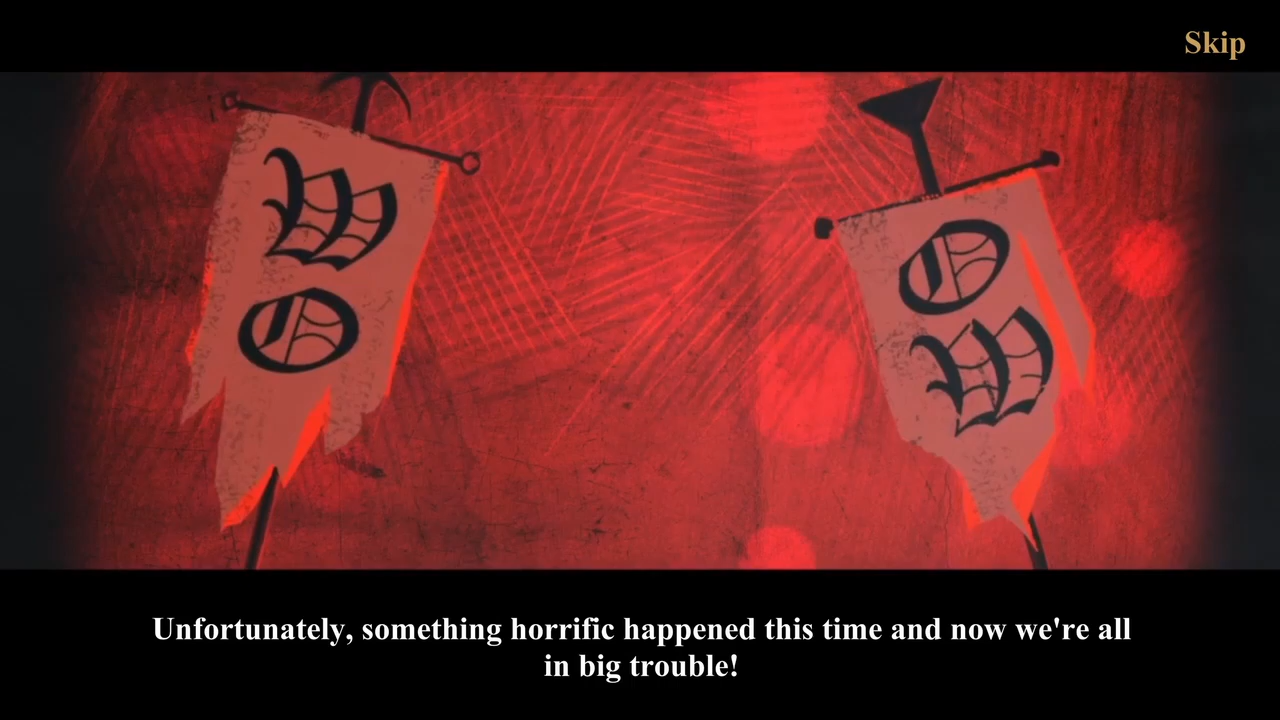 Skip
W
O
O
W
Unfortunately, something horrific happened this time and now we're all
in big trouble!